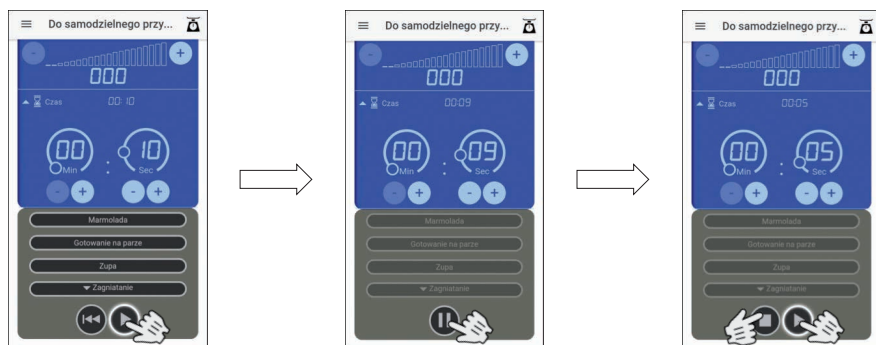 Do samodzielnego przy...
- +
000
Czas 00:10
00 : 10
Min Sec
- + - +
Marmolada
Gotowanie na parze
Zupa
Zagniatanie
Do samodzielnego przy...
- +
000
Czas 00:09
00 : 09
Min Sec
- + - +
Marmolada
Gotowanie na parze
Zupa
Zagniatanie
Do samodzielnego przy...
- +
000
Czas 00:05
00 : 05
Min Sec
- + - +
Marmolada
Gotowanie na parze
Zupa
Zagniatanie